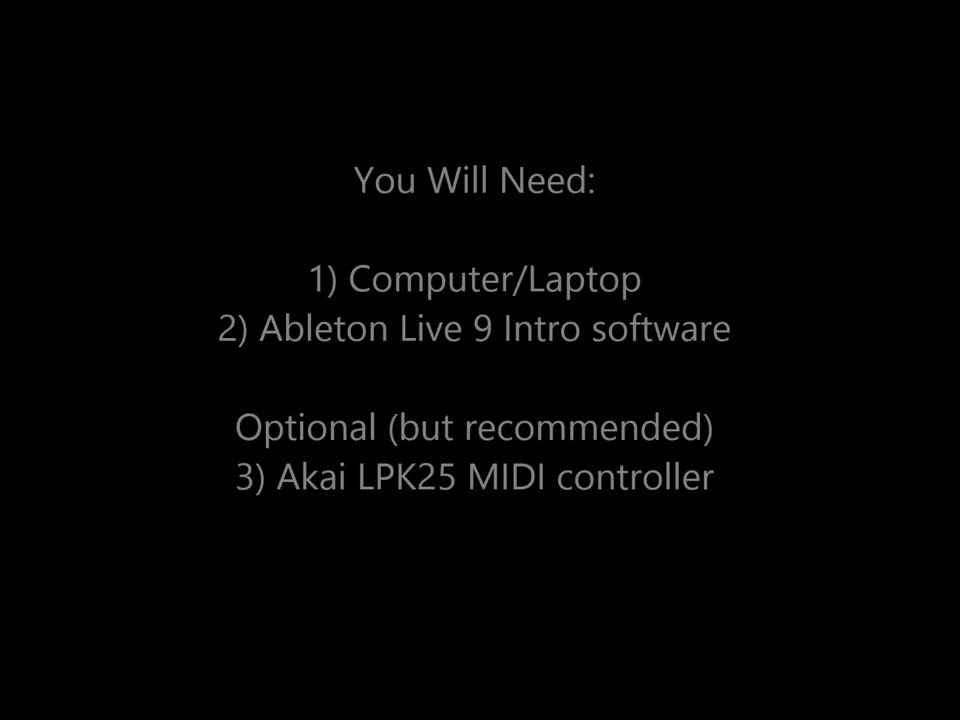 You Will Need:
1) Computer/Laptop
2) Ableton Live 9 Intro software
Optional (but recommended)
3) Akai LPK25 MIDI controller